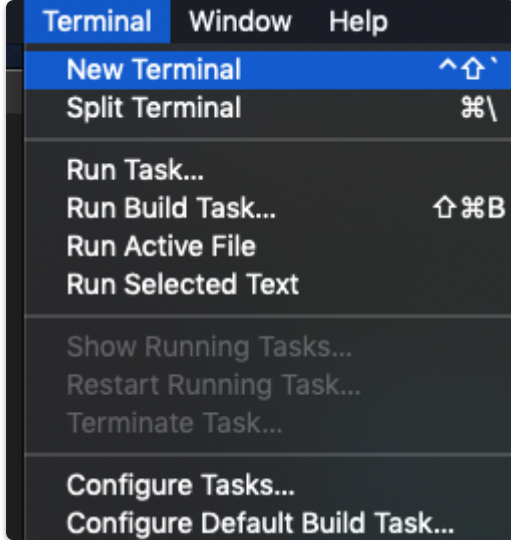 Terminal Window Help
New Terminal ^⇧`
Split Terminal ⌘\
Run Task...
Run Build Task... ⇧⌘B
Run Active File
Run Selected Text
Show Running Tasks...
Restart Running Task...
Terminate Task...
Configure Tasks...
Configure Default Build Task...